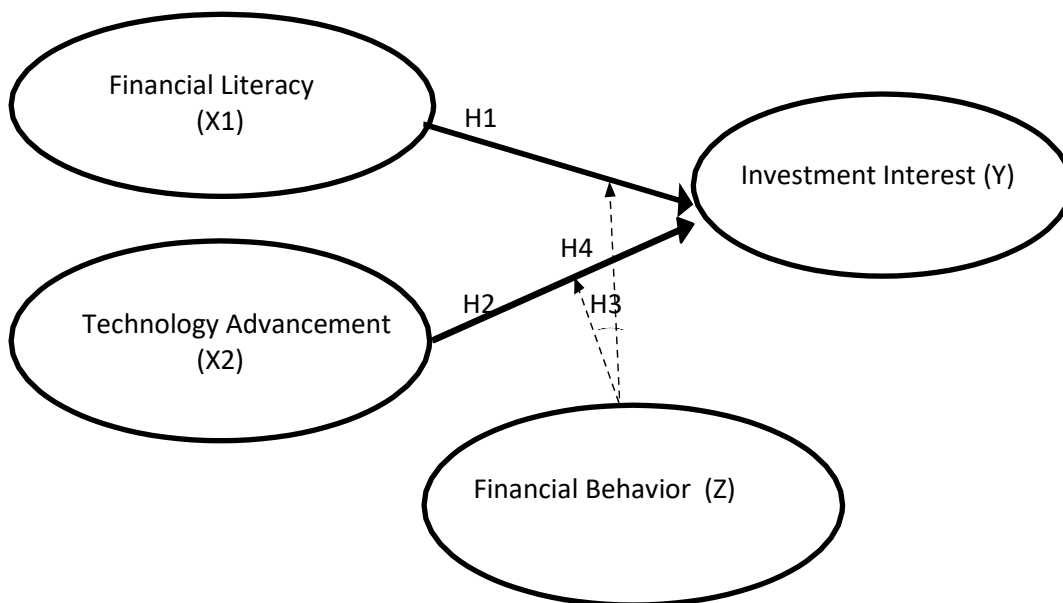 Financial Literacy
(X1)
H1
Investment Interest (Y)
H4
H2
H3
Technology Advancement
(X2)
Financial Behavior (Z)